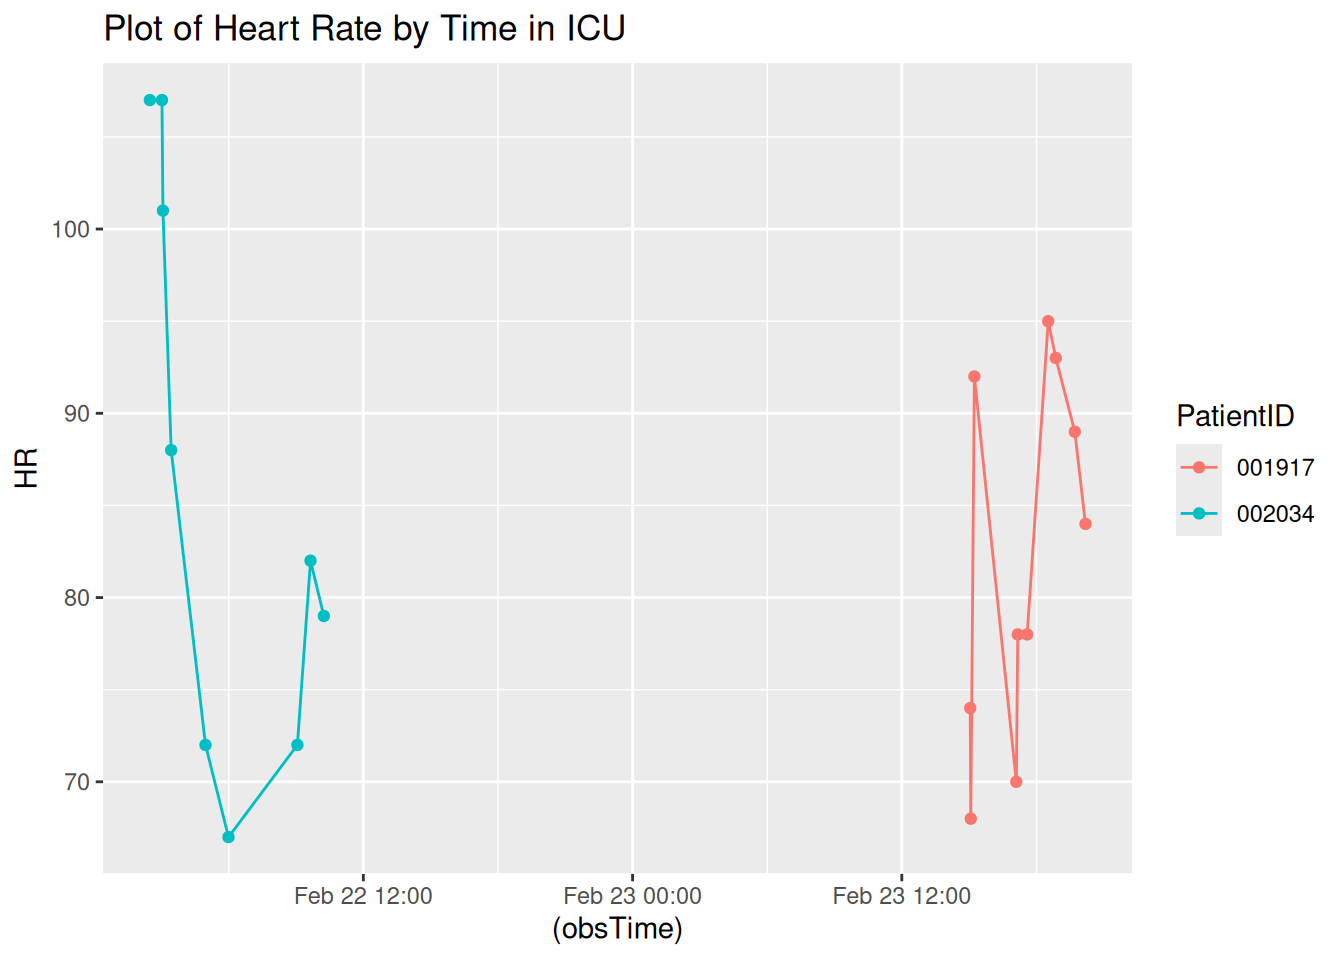 Plot of Heart Rate by Time in ICU
HR
100
90
80
70
Feb 22 12:00
Feb 23 00:00
Feb 23 12:00
(obsTime)
PatientID
001917
002034